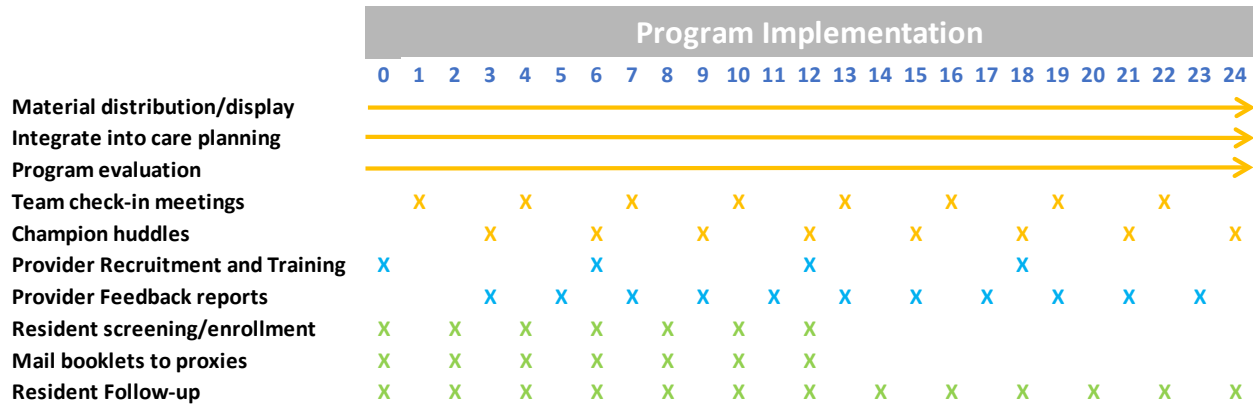 Program Implementation
0 1 2 3 5 6 7 8 9 10 11 12 13 14 15 16 17 18 19 20 21 22 23 24
Material distribution/display
Integrate into care planning
Program evaluation
Team check-in meetings X X X X X X X X
Champion huddles X X X X X X X X
Provider Recruitment and Training X X X X
Provider Feedback reports X X X X X X X X X X X
Resident screening/enrollment X X X X X X X
Mail booklets to proxies X X X X X X X
Resident Follow-up X X X X X X X X X X X X X